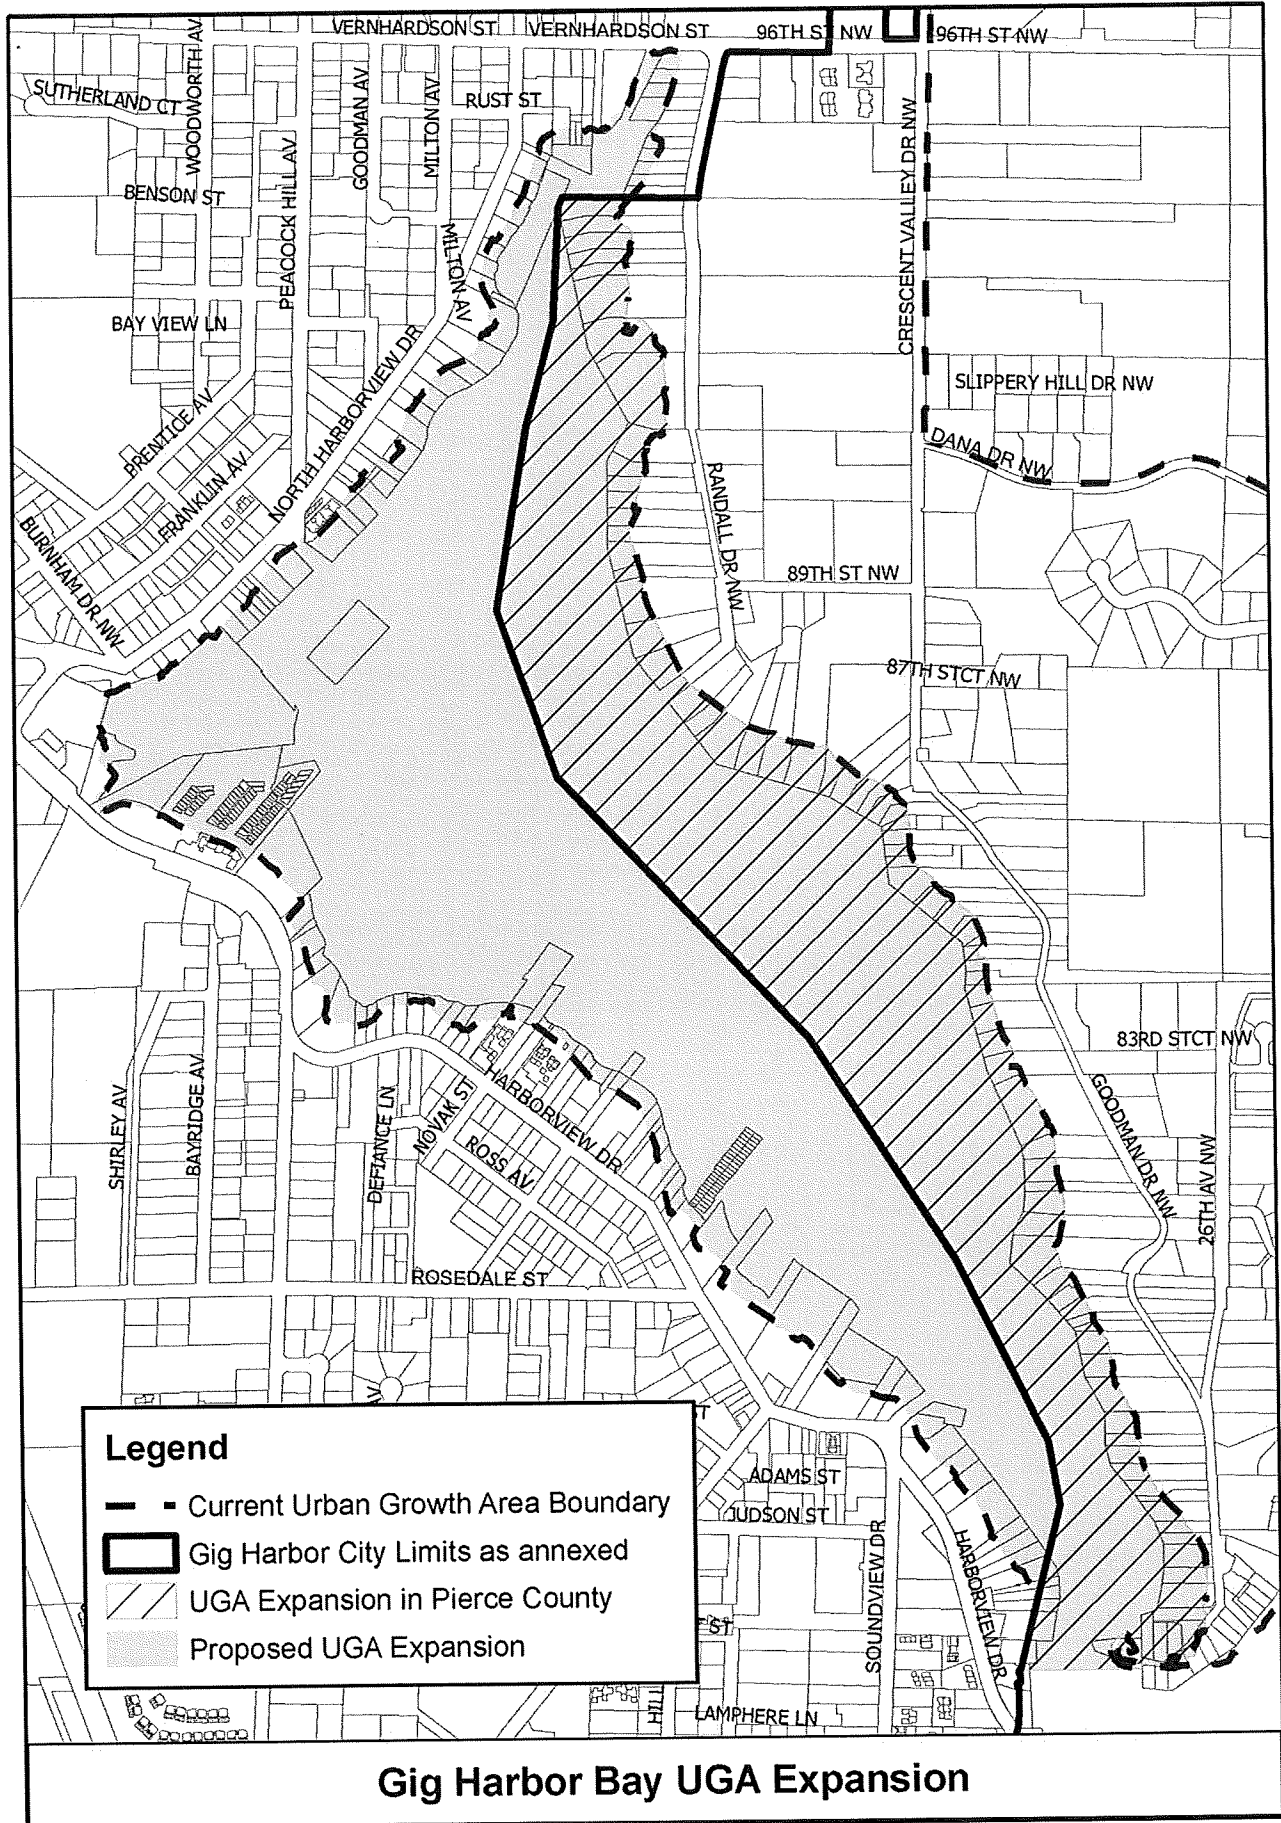 VERNHARDSON ST
VERNHARDSON ST
96TH ST NW
96TH ST NW
SUTHERLAND CT
WOODWORTH AV
GOODMAN AV
MILTON AV
RUST ST
CRESCENT VALLEY DR NW
BENSON ST
PEACOCK HILL AV
MILTON AV
BAY VIEW LN
NORTH HARBORVIEW DR
SLIPPERY HILL DR NW
PRENTICE AV
DANA DR NW
FRANKLIN AV
RANDALL DR NW
BURNHAM DR NW
89TH ST NW
87TH STCT NW
83RD STCT NW
SHIRLEY AV
BAYRIDGE AV
DEFIANCE LN
NOVAK ST
HARBORVIEW DR
ROSS AV
GOODMAN DR NW
26TH AV NW
ROSEDALE ST
AV
ST
Legend
Current Urban Growth Area Boundary
Gig Harbor City Limits as annexed
UGA Expansion in Pierce County
Proposed UGA Expansion
ADAMS ST
JUDSON ST
SOUNDVIEW DR
HARBORVIEW DR
ST
LAMPHERE LN
Gig Harbor Bay UGA Expansion